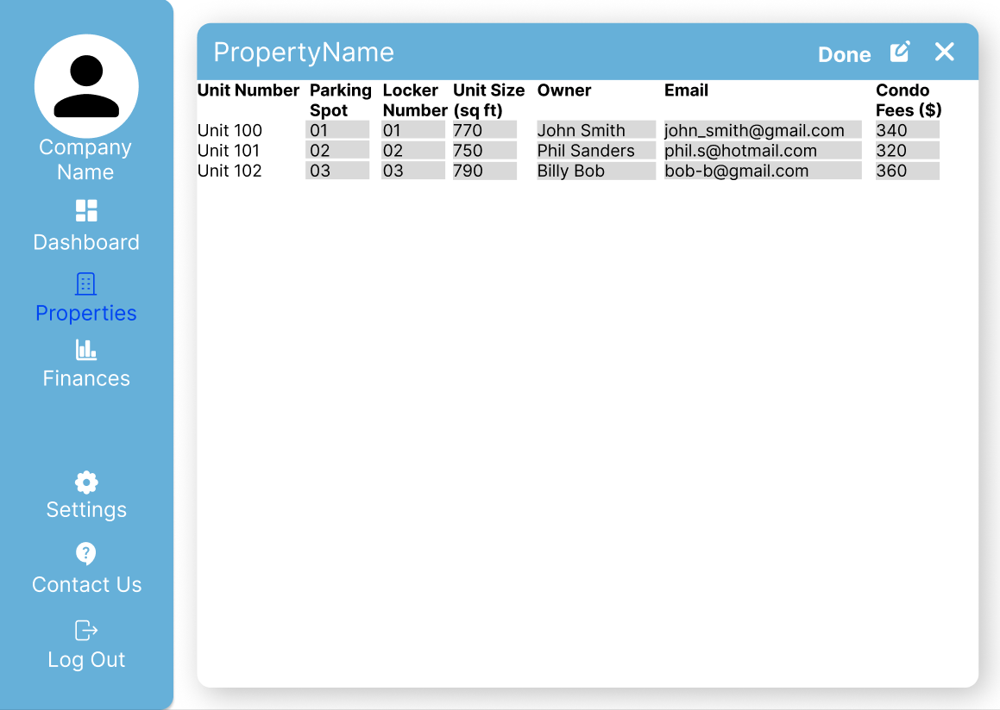 Company
Name
Dashboard
Properties
Finances
Settings
?
Contact Us
Log Out
PropertyName Done
Unit Number Parking Spot Locker Number Unit Size (sq ft) Owner Email Condo Fees ($)
Unit 100 01 01 770 John Smith john_smith@gmail.com 340
Unit 101 02 02 750 Phil Sanders phil.s@hotmail.com 320
Unit 102 03 03 790 Billy Bob bob-b@gmail.com 360